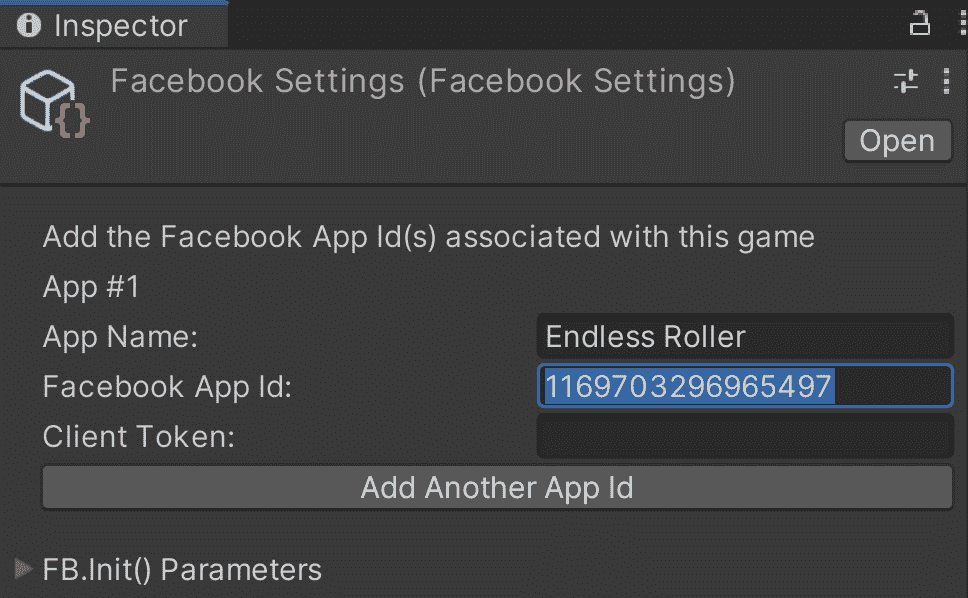 Inspector
Facebook Settings (Facebook Settings)
Open
Add the Facebook App Id(s) associated with this game
App #1
App Name: Endless Roller
Facebook App Id: 1169703296965497
Client Token:
Add Another App Id
FB.Init() Parameters